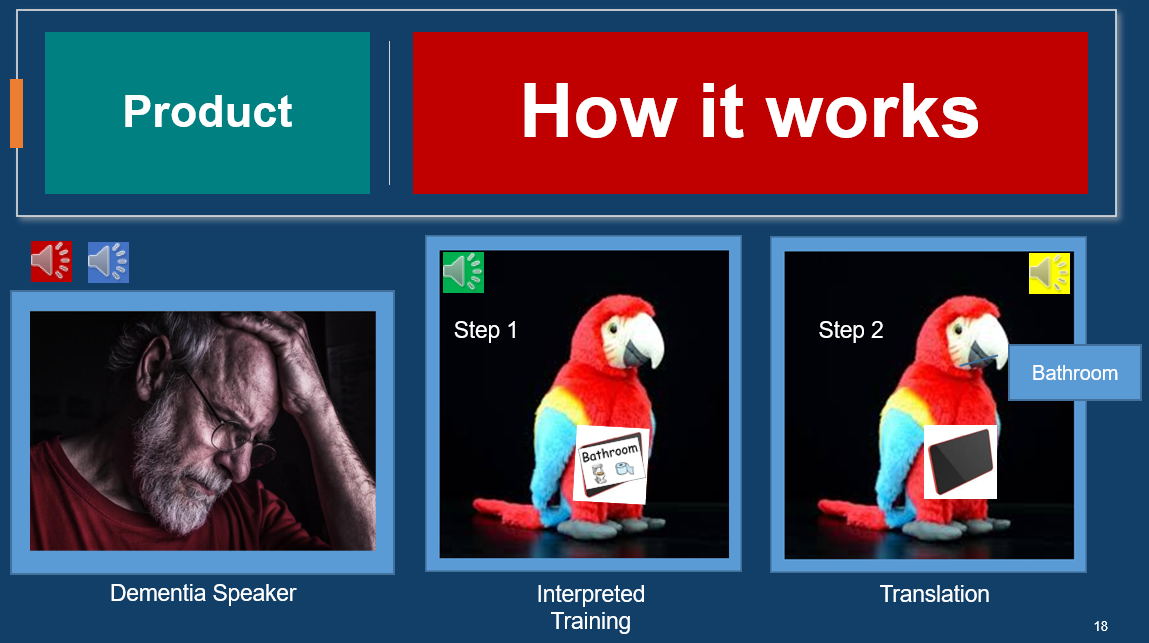 Product
How it works
Step 1
Bathroom
Step 2
Bathroom
Dementia Speaker
Interpreted
Training
Translation
18